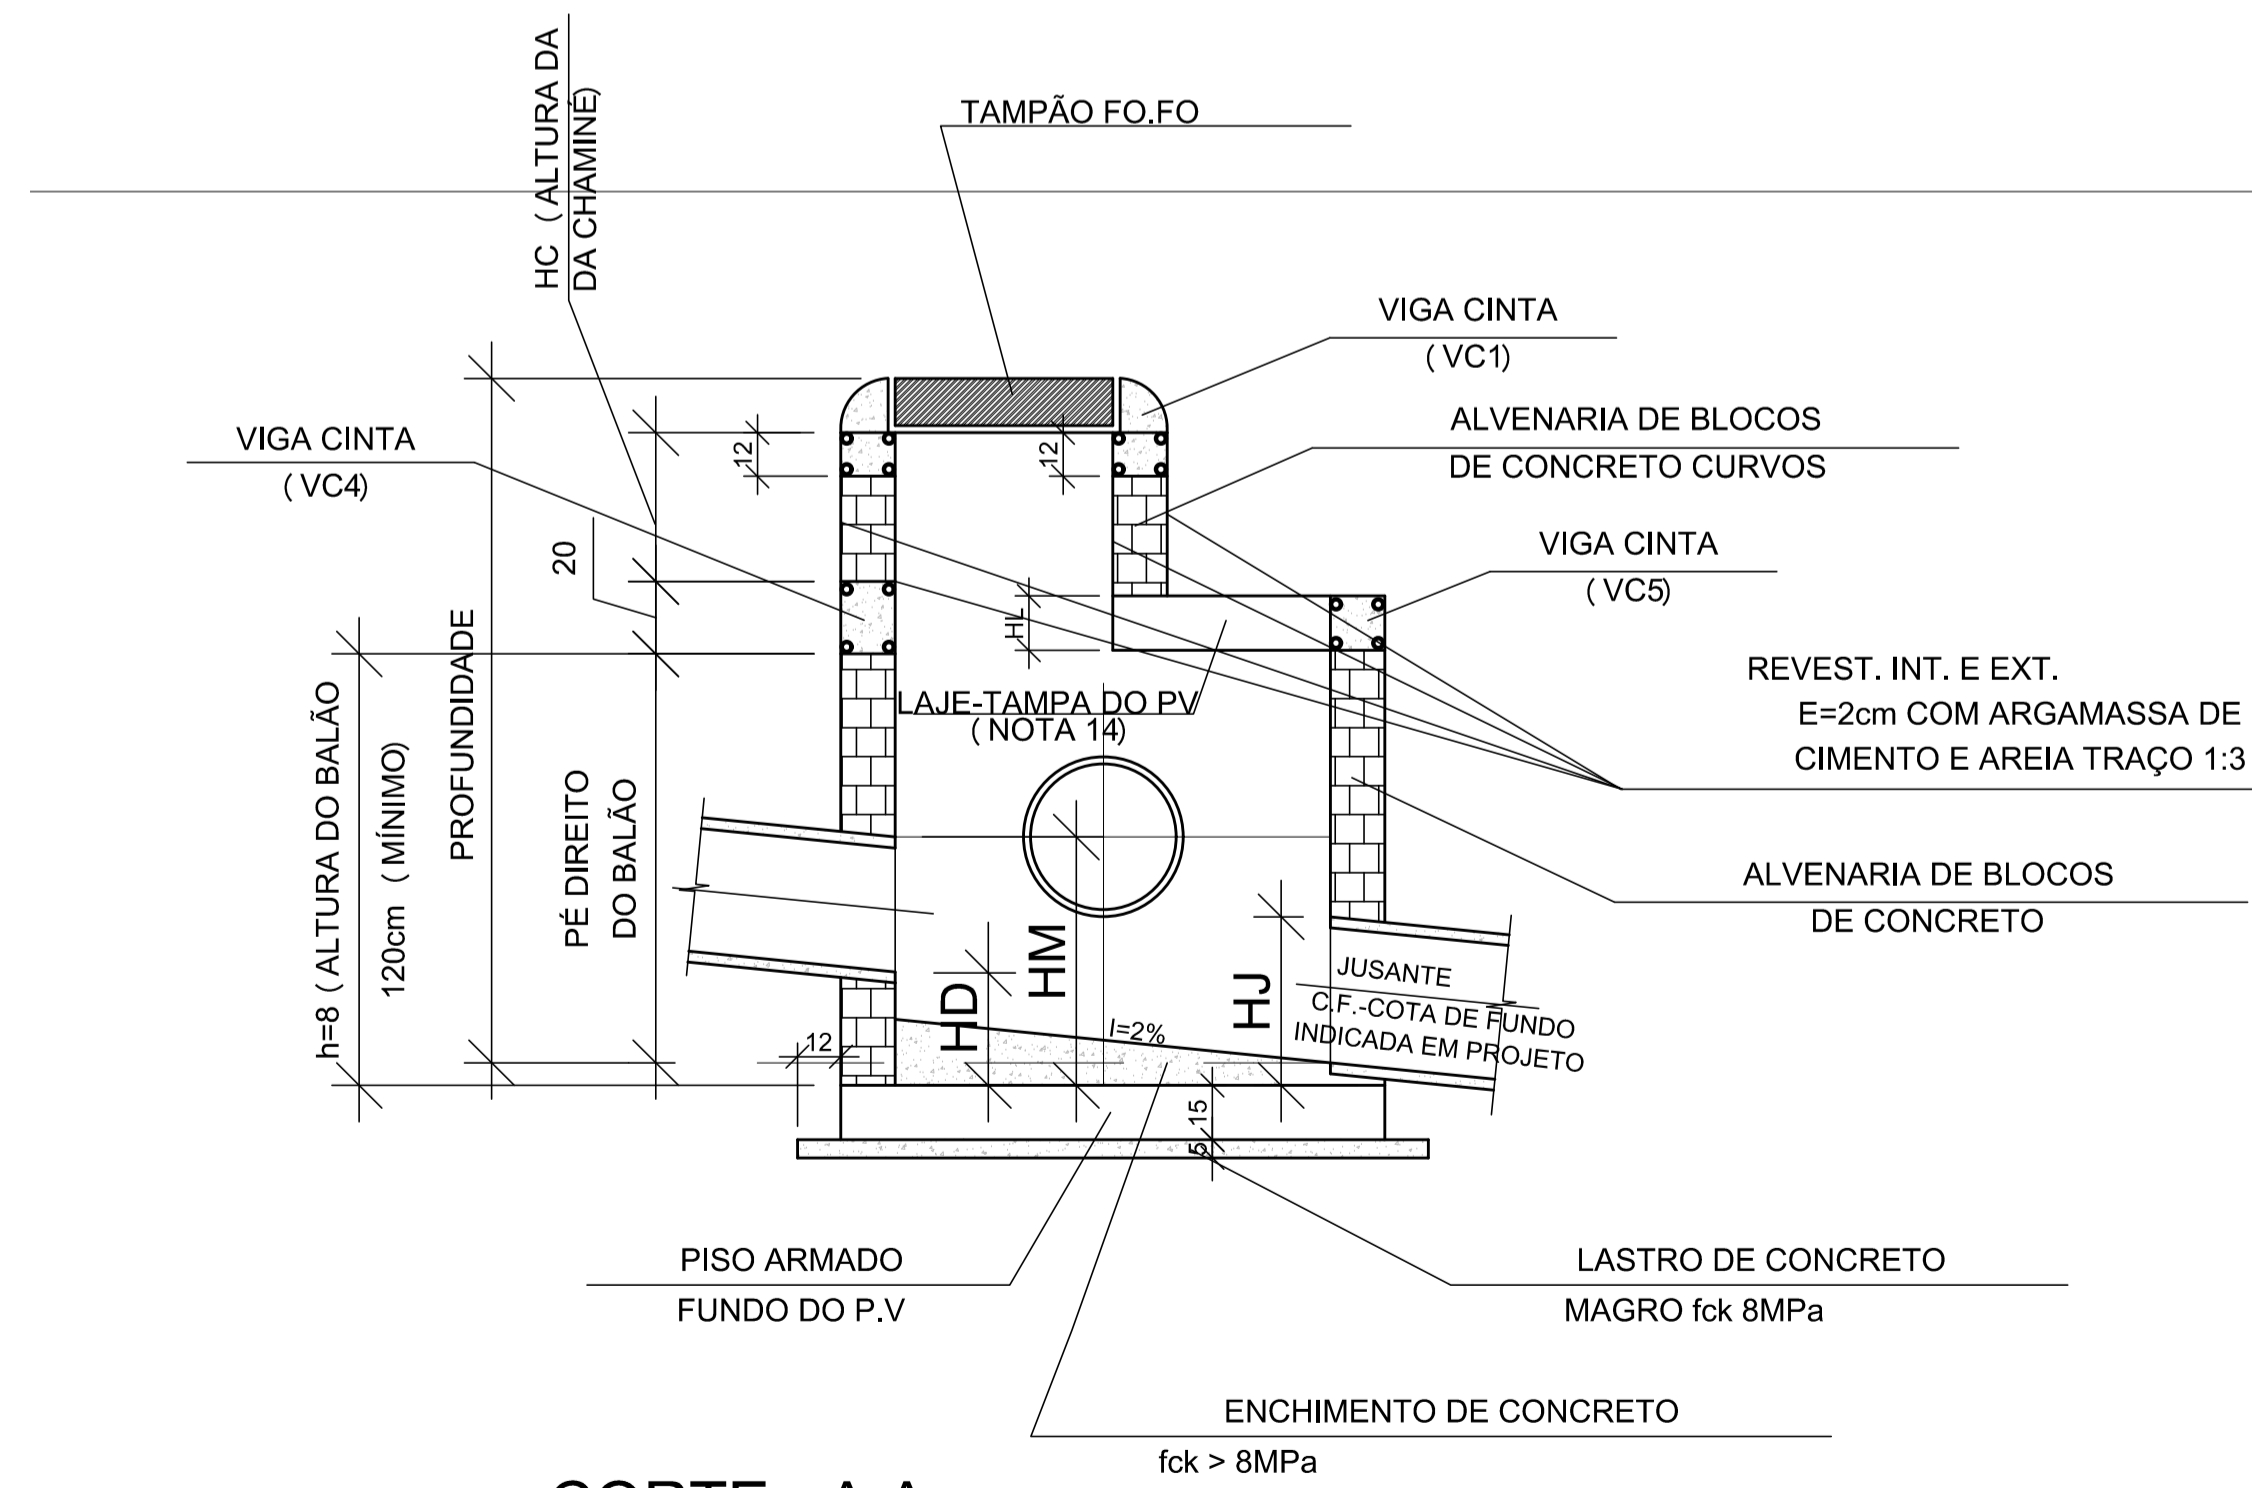 HC ( ALTURA DA
DA CHAMINÉ)
TAMPÃO FO.FO
VIGA CINTA
( VC1)
ALVENARIA DE BLOCOS
DE CONCRETO CURVOS
VIGA CINTA
( VC4)
12
12
20
VIGA CINTA
( VC5)
HL
REVEST. INT. E EXT.
E=2cm COM ARGAMASSA DE
CIMENTO E AREIA TRAÇO 1:3
LAJE-TAMPA DO PV
( NOTA 14)
h=8 ( ALTURA DO BALÃO
120cm ( MÍNIMO)
PROFUNDIDADE
PÉ DIREITO
DO BALÃO
ALVENARIA DE BLOCOS
DE CONCRETO
HD
HM
HJ
JUSANTE
C.F.-COTA DE FUNDO
INDICADA EM PROJETO
I=2%
12
15
5
PISO ARMADO
FUNDO DO P.V
LASTRO DE CONCRETO
MAGRO fck 8MPa
ENCHIMENTO DE CONCRETO
fck > 8MPa